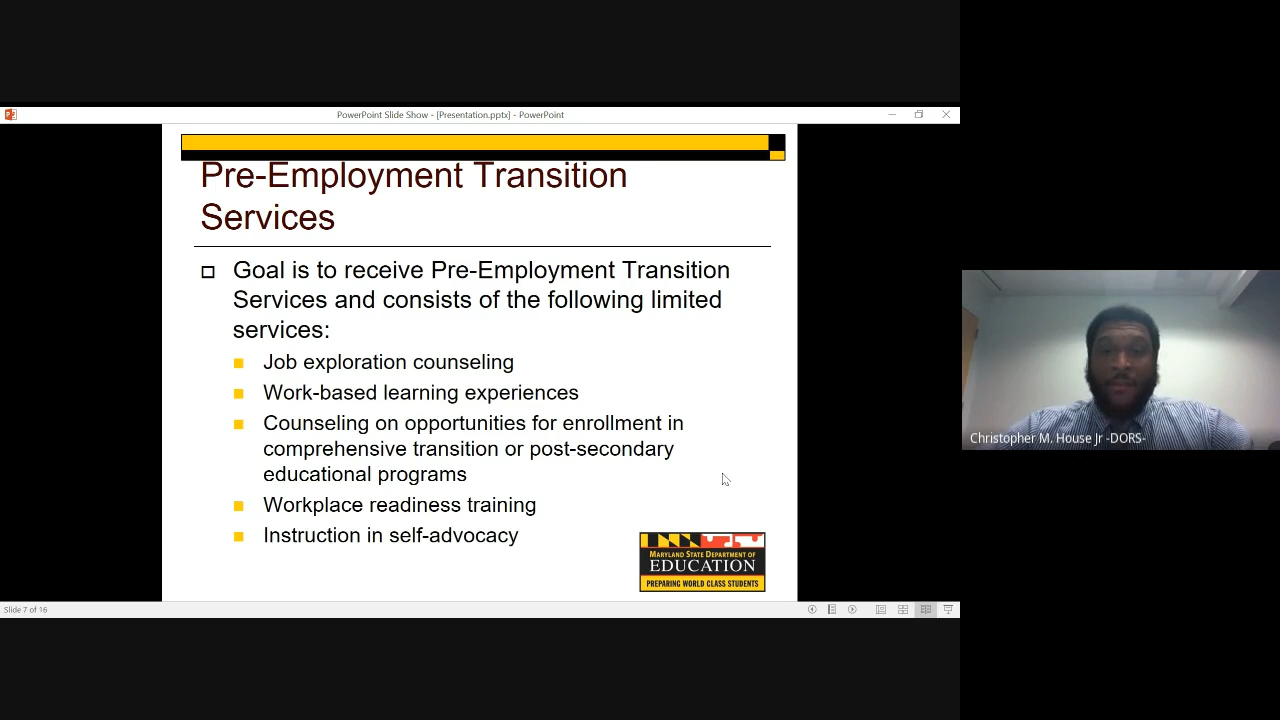 PowerPoint Slide Show - [Presentation.pptx] - PowerPoint
Pre-Employment Transition
Services
Goal is to receive Pre-Employment Transition
Services and consists of the following limited
services:
Job exploration counseling
Work-based learning experiences
Counseling on opportunities for enrollment in
comprehensive transition or post-secondary
educational programs
Workplace readiness training
Instruction in self-advocacy
MARYLAND STATE DEPARTMENT OF
EDUCATION
PREPARING WORLD CLASS STUDENTS
Slide 7 of 16
Christopher M. House Jr -DORS-